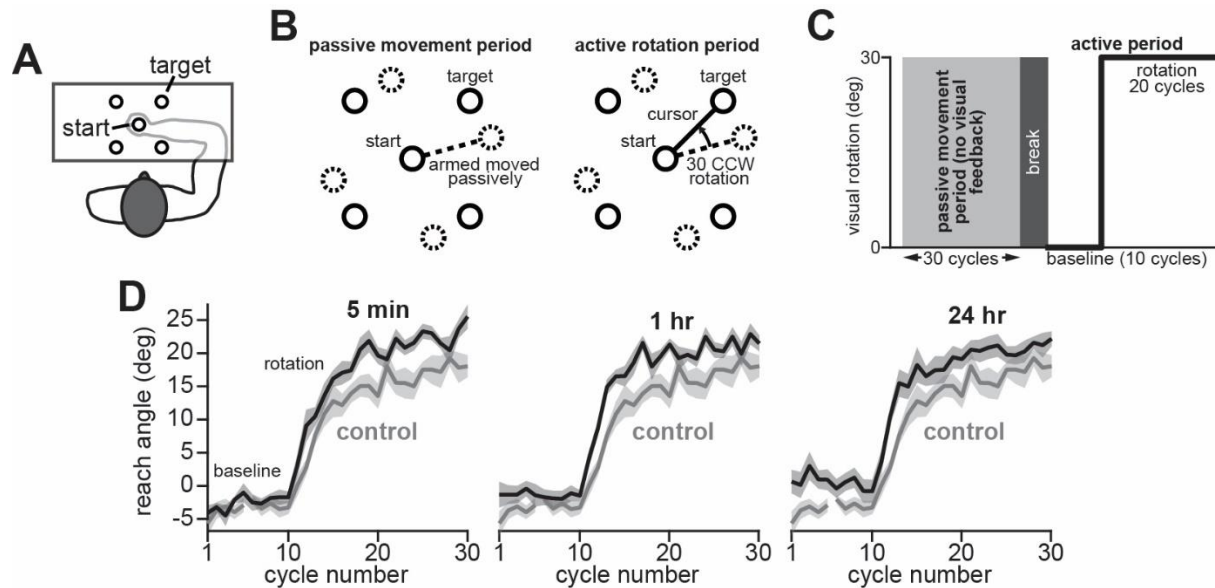 A
target
start
B
passive movement period
target
start
armed moved
passively
active rotation period
target
cursor
start
30 CCW
rotation
C
active period
30
rotation
20 cycles
visual rotation (deg)
passive movement
period (no visual
feedback)
break
0
30 cycles
baseline (10 cycles)
D
reach angle (deg)
25
20
15
10
5
0
-5
5 min
rotation
control
baseline
1 10 20 30
cycle number
1 hr
control
1 10 20 30
cycle number
24 hr
control
1 10 20 30
cycle number